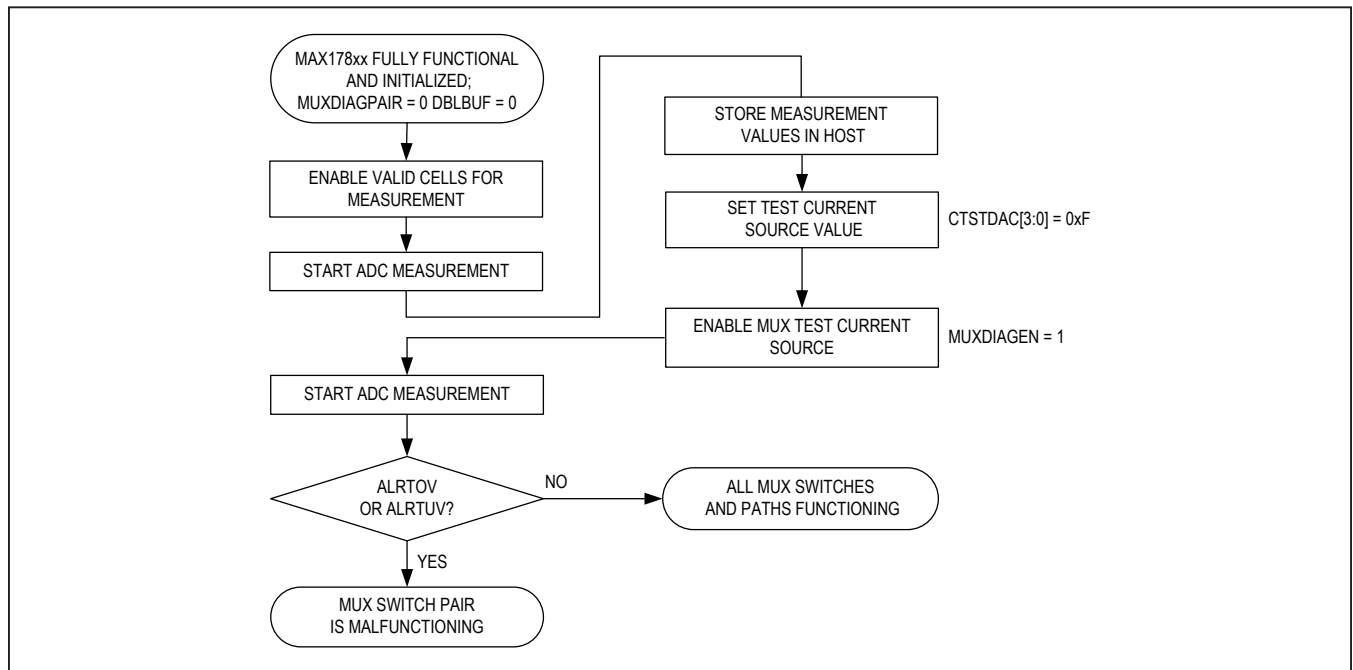 MAX178xx FULLY FUNCTIONAL
AND INITIALIZED;
MUXDIAGPAIR = 0 DBLBUF = 0
ENABLE VALID CELLS FOR
MEASUREMENT
START ADC MEASUREMENT
STORE MEASUREMENT
VALUES IN HOST
SET TEST CURRENT
SOURCE VALUE
CTSTDAC[3:0] = 0xF
ENABLE MUX TEST CURRENT
SOURCE
MUXDIAGEN = 1
START ADC MEASUREMENT
ALRTOV
OR ALRTUV?
NO
ALL MUX SWITCHES
AND PATHS FUNCTIONING
YES
MUX SWITCH PAIR
IS MALFUNCTIONING